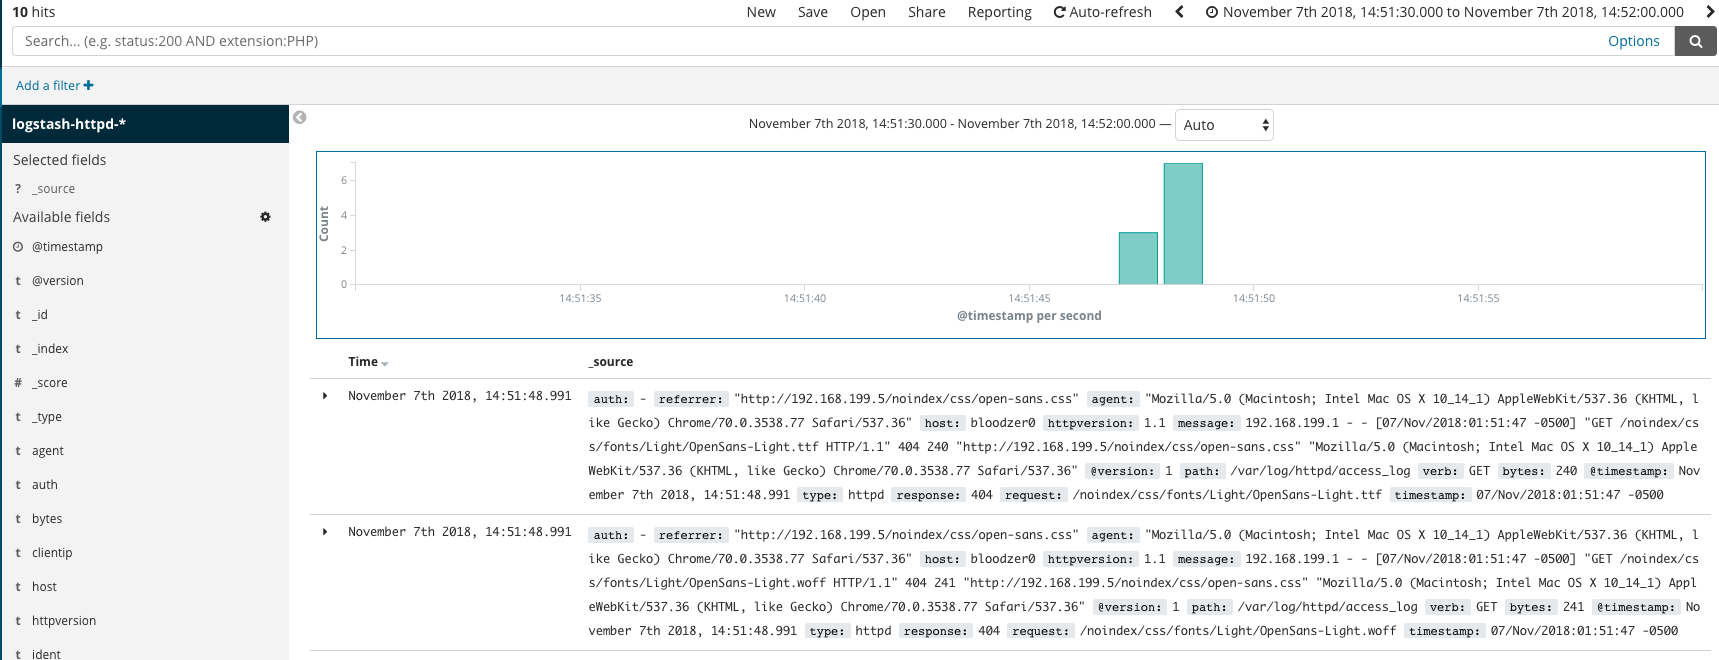 10 hits
New Save Open Share Reporting Auto-refresh November 7th 2018, 14:51:30.000 to November 7th 2018, 14:52:00.000
Search... (e.g. status:200 AND extension:PHP)
Options
Add a filter +
logstash-httpd-*
Selected fields
? _source
Available fields
@timestamp
t @version
t _id
t _index
# _score
t _type
t agent
t auth
t bytes
t clientip
t host
t httpversion
t ident
November 7th 2018, 14:51:30.000 - November 7th 2018, 14:52:00.000 — Auto
Count
6
4
2
0
14:51:35 14:51:40 14:51:45 14:51:50 14:51:55
@timestamp per second
Time _source
November 7th 2018, 14:51:48.991
auth: - referrer: "http://192.168.199.5/noindex/css/open-sans.css" agent: "Mozilla/5.0 (Macintosh; Intel Mac OS X 10_14_1) AppleWebKit/537.36 (KHTML, l
ike Gecko) Chrome/70.0.3538.77 Safari/537.36" host: bloodzer0 httpversion: 1.1 message: 192.168.199.1 - - [07/Nov/2018:01:51:47 -0500] "GET /noindex/cs
s/fonts/Light/OpenSans-Light.ttf HTTP/1.1" 404 240 "http://192.168.199.5/noindex/css/open-sans.css" "Mozilla/5.0 (Macintosh; Intel Mac OS X 10_14_1) Apple
WebKit/537.36 (KHTML, like Gecko) Chrome/70.0.3538.77 Safari/537.36" @version: 1 path: /var/log/httpd/access_log verb: GET bytes: 240 @timestamp: Nov
ember 7th 2018, 14:51:48.991 type: httpd response: 404 request: /noindex/css/fonts/Light/OpenSans-Light.ttf timestamp: 07/Nov/2018:01:51:47 -0500
November 7th 2018, 14:51:48.991
auth: - referrer: "http://192.168.199.5/noindex/css/open-sans.css" agent: "Mozilla/5.0 (Macintosh; Intel Mac OS X 10_14_1) AppleWebKit/537.36 (KHTML, l
ike Gecko) Chrome/70.0.3538.77 Safari/537.36" host: bloodzer0 httpversion: 1.1 message: 192.168.199.1 - - [07/Nov/2018:01:51:47 -0500] "GET /noindex/cs
s/fonts/Light/OpenSans-Light.woff HTTP/1.1" 404 241 "http://192.168.199.5/noindex/css/open-sans.css" "Mozilla/5.0 (Macintosh; Intel Mac OS X 10_14_1) Appl
eWebKit/537.36 (KHTML, like Gecko) Chrome/70.0.3538.77 Safari/537.36" @version: 1 path: /var/log/httpd/access_log verb: GET bytes: 241 @timestamp: No
vember 7th 2018, 14:51:48.991 type: httpd response: 404 request: /noindex/css/fonts/Light/OpenSans-Light.woff timestamp: 07/Nov/2018:01:51:47 -0500